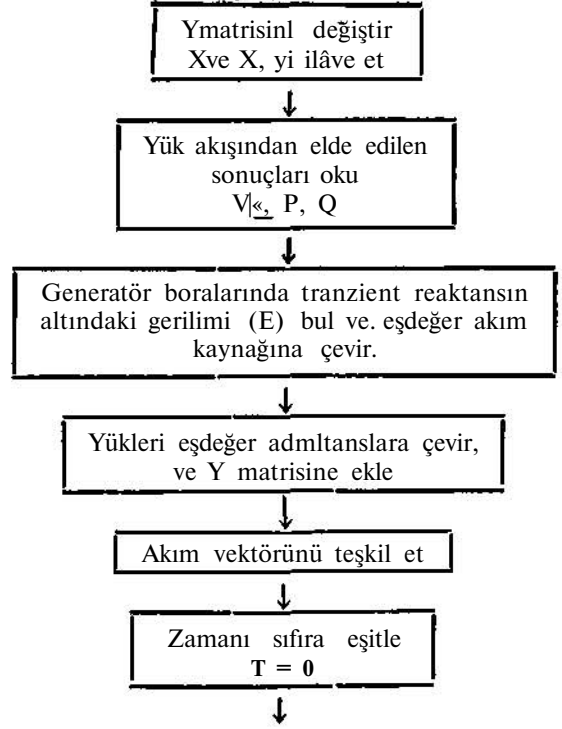 Ymatrisinl değiştir
Xve X, yi ilâve et
Yük akışından elde edilen
sonuçları oku
V|«, P, Q
Generatör boralarında tranzient reaktansın
altındaki gerilimi (E) bul ve. eşdeğer akım
kaynağına çevir.
Yükleri eşdeğer admltanslara çevir,
ve Y matrisine ekle
Akım vektörünü teşkil et
Zamanı sıfıra eşitle
T = 0